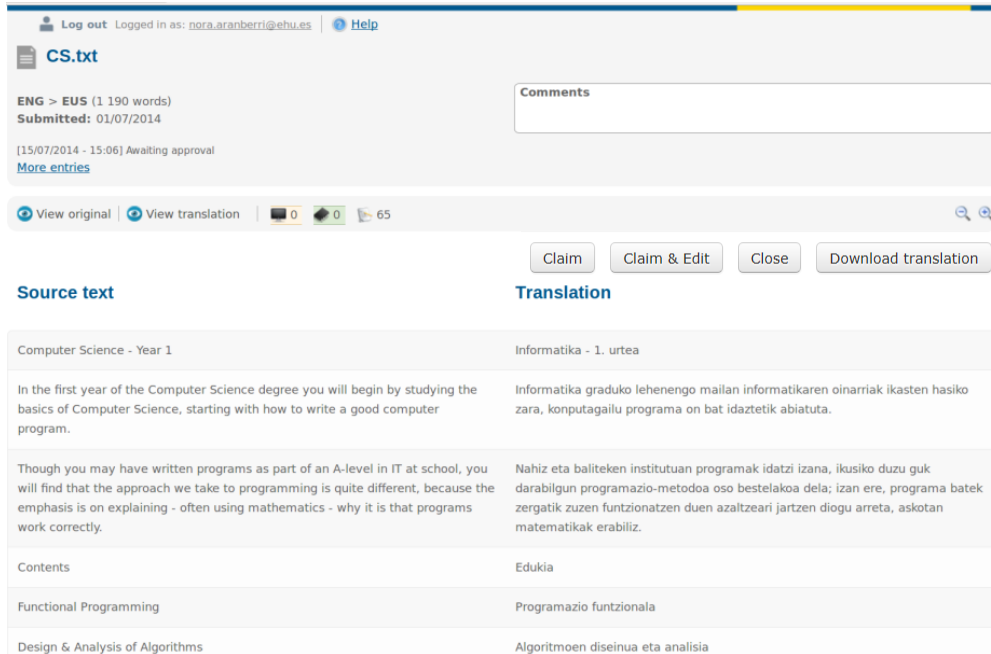 Log out Logged in as: nora.aranberri@ehu.es Help
CS.txt
ENG > EUS (1 190 words)
Submitted: 01/07/2014
[15/07/2014 - 15:06] Awaiting approval
More entries
Comments
View original View translation 0 0 65
Claim Claim & Edit Close Download translation
Source text
Translation
Computer Science - Year 1
Informatika - 1. urtea
In the first year of the Computer Science degree you will begin by studying the
basics of Computer Science, starting with how to write a good computer
program.
Informatika graduko lehenengo mailan informatikaren oinarriak ikasten hasiko
zara, konputagailu programa on bat idaztetik abiatuta.
Though you may have written programs as part of an A-level in IT at school, you
will find that the approach we take to programming is quite different, because the
emphasis is on explaining - often using mathematics - why it is that programs
work correctly.
Nahiz eta baliteken institutuan programak idatzi izana, ikusiko duzu guk
darabilgun programazio-metodoa oso bestelakoa dela; izan ere, programa batek
zergatik zuzen funtzionatzen duen azaltzeari jartzen diogu arreta, askotan
matematikak erabiliz.
Contents
Edukia
Functional Programming
Programazio funtzionala
Design & Analysis of Algorithms
Algoritmoen diseinua eta analisia